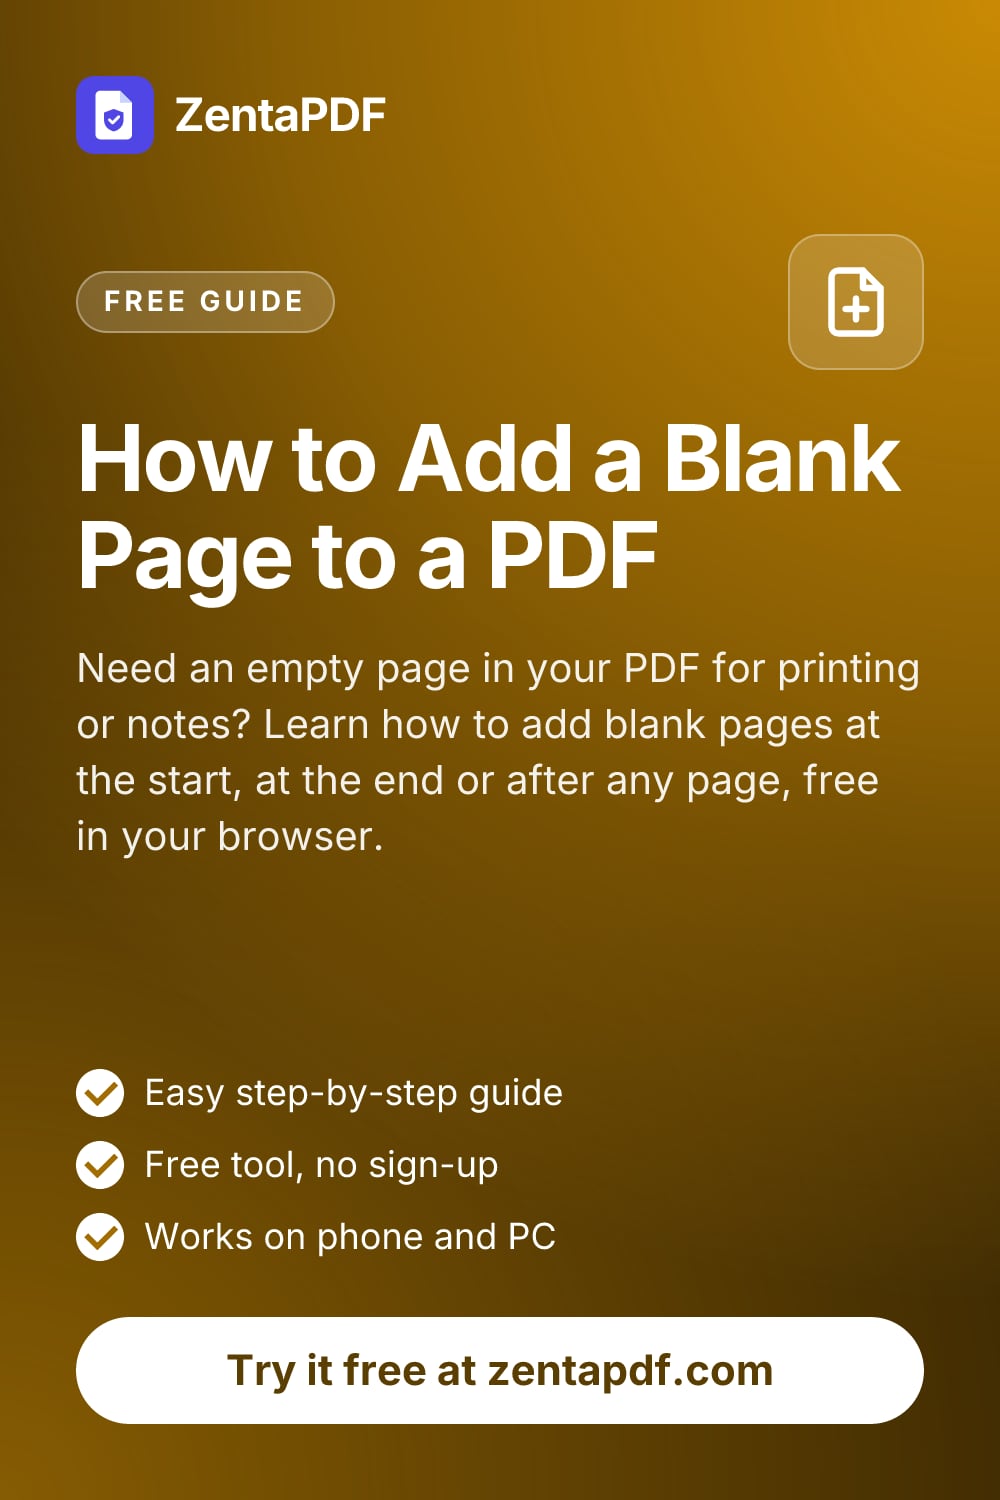 ZentaPDF
FREE GUIDE
How to Add a Blank
Page to a PDF
Need an empty page in your PDF for printing
or notes? Learn how to add blank pages at
the start, at the end or after any page, free
in your browser.
Easy step-by-step guide
Free tool, no sign-up
Works on phone and PC
Try it free at zentapdf.com